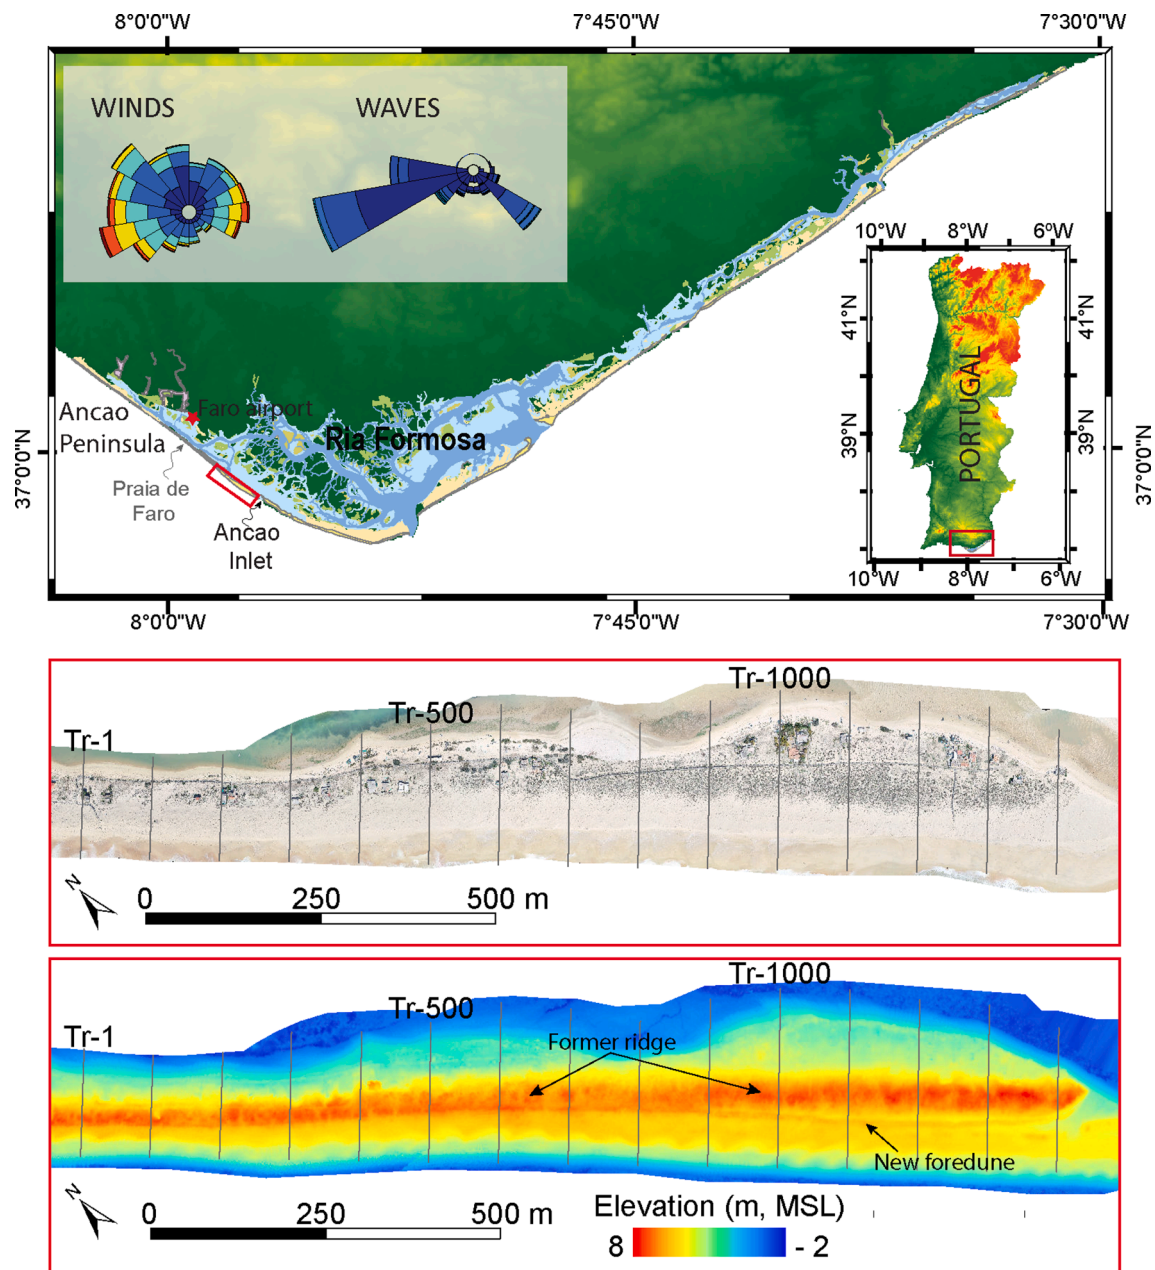 8°0'0"W
7°45'0"W
7°30'0"W
WINDS
WAVES
10°W
8°W
6°W
41°N
41°N
39°N
39°N
PORTUGAL
10°W
8°W
6°W
Faro airport
Ancao
Peninsula
Ria Formosa
Praia de
Faro
Ancao
Inlet
37°0'0"N
37°0'0"N
8°0'0"W
7°45'0"W
7°30'0"W
Tr-1
Tr-500
Tr-1000
N
0
250
500 m
Tr-1
Tr-500
Tr-1000
Former ridge
New foredune
N
0
250
500 m
Elevation (m, MSL)
8
- 2